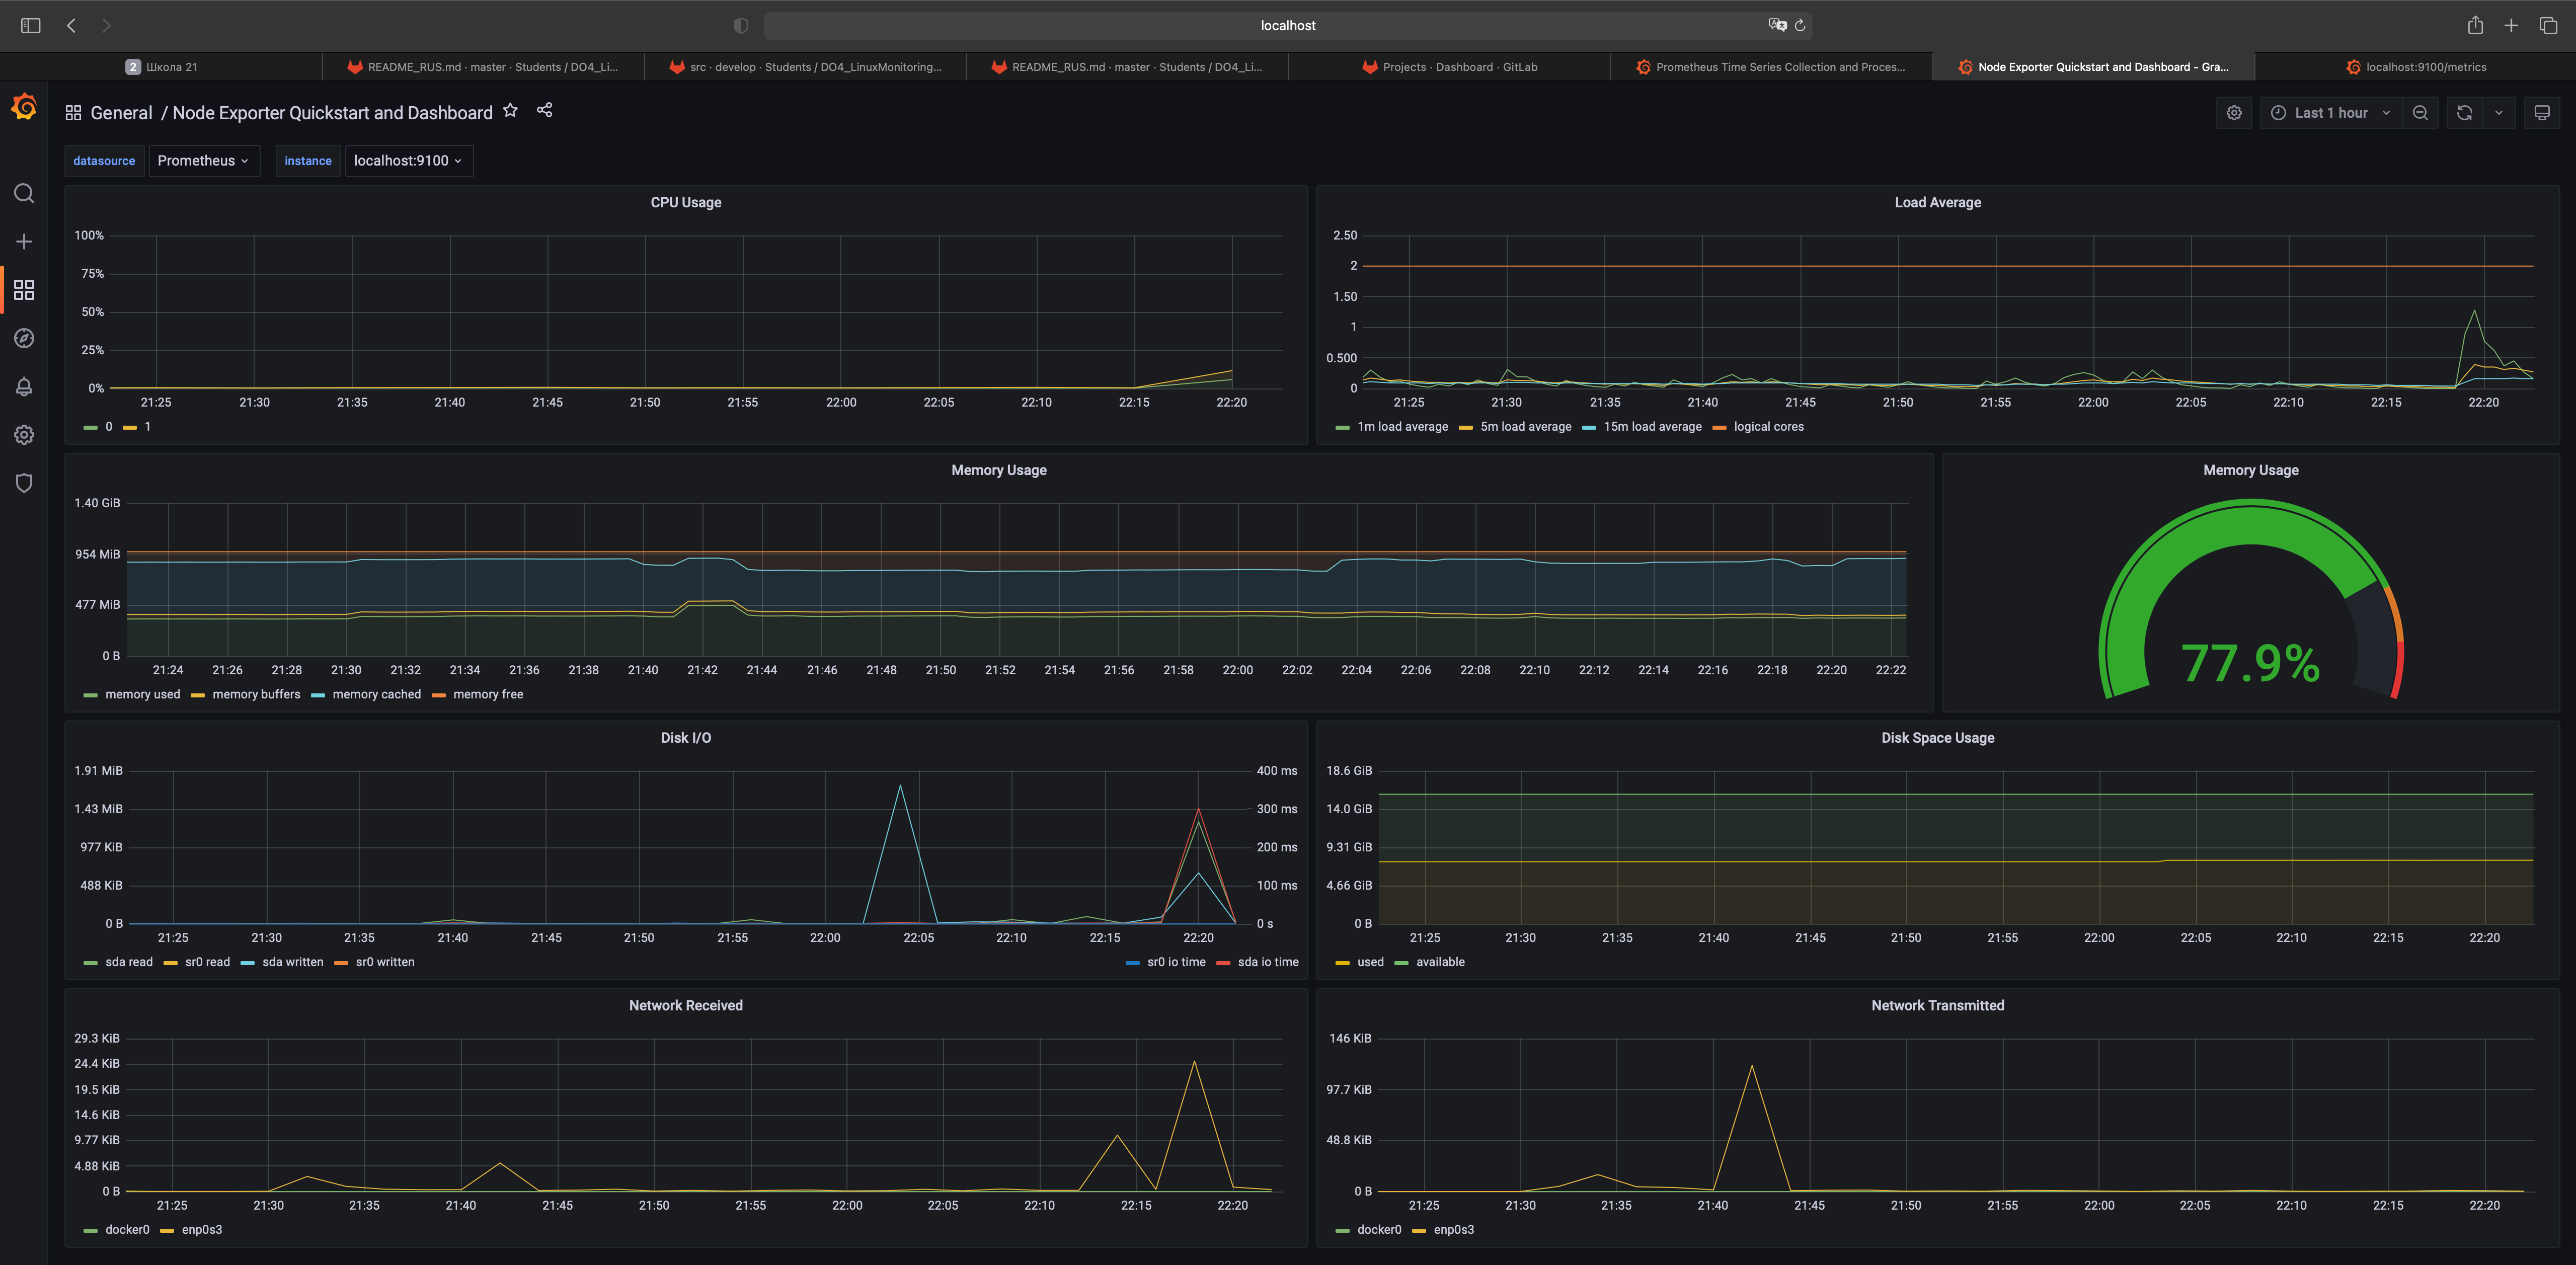 localhost
2 Школа 21
README_RUS.md · master · Students / DO4_Li...
src · develop · Students / DO4_LinuxMonitoring...
README_RUS.md · master · Students / DO4_Li...
Projects · Dashboard · GitLab
Prometheus Time Series Collection and Proces...
Node Exporter Quickstart and Dashboard - Gra...
localhost:9100/metrics
General / Node Exporter Quickstart and Dashboard
Last 1 hour
datasource Prometheus instance localhost:9100
CPU Usage
100%
75%
50%
25%
0%
21:25 21:30 21:35 21:40 21:45 21:50 21:55 22:00 22:05 22:10 22:15 22:20
0 1
Load Average
2.50
2
1.50
1
0.500
0
21:25 21:30 21:35 21:40 21:45 21:50 21:55 22:00 22:05 22:10 22:15 22:20
1m load average 5m load average 15m load average logical cores
Memory Usage
1.40 GiB
954 MiB
477 MiB
0 B
21:24 21:26 21:28 21:30 21:32 21:34 21:36 21:38 21:40 21:42 21:44 21:46 21:48 21:50 21:52 21:54 21:56 21:58 22:00 22:02 22:04 22:06 22:08 22:10 22:12 22:14 22:16 22:18 22:20 22:22
memory used memory buffers memory cached memory free
Memory Usage
77.9%
Disk I/O
1.91 MiB
1.43 MiB
977 KiB
488 KiB
0 B
400 ms
300 ms
200 ms
100 ms
0 s
21:25 21:30 21:35 21:40 21:45 21:50 21:55 22:00 22:05 22:10 22:15 22:20
sda read sr0 read sda written sr0 written sr0 io time sda io time
Disk Space Usage
18.6 GiB
14.0 GiB
9.31 GiB
4.66 GiB
0 B
21:25 21:30 21:35 21:40 21:45 21:50 21:55 22:00 22:05 22:10 22:15 22:20
used available
Network Received
29.3 KiB
24.4 KiB
19.5 KiB
14.6 KiB
9.77 KiB
4.88 KiB
0 B
21:25 21:30 21:35 21:40 21:45 21:50 21:55 22:00 22:05 22:10 22:15 22:20
docker0 enp0s3
Network Transmitted
146 KiB
97.7 KiB
48.8 KiB
0 B
21:25 21:30 21:35 21:40 21:45 21:50 21:55 22:00 22:05 22:10 22:15 22:20
docker0 enp0s3